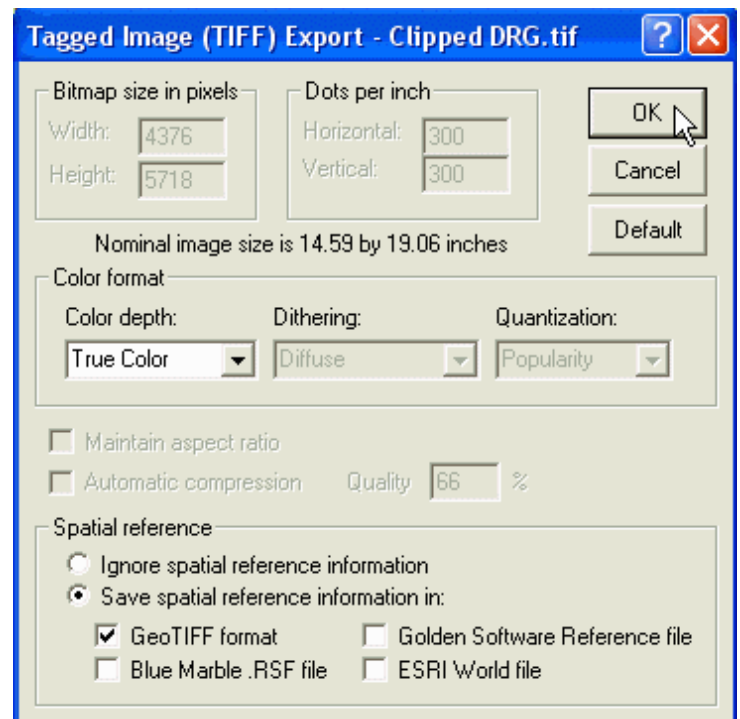 Tagged Image (TIFF) Export - Clipped DRG.tif
Bitmap size in pixels
Width: 4376
Height: 5718
Dots per inch
Horizontal: 300
Vertical: 300
OK
Cancel
Default
Nominal image size is 14.59 by 19.06 inches
Color format
Color depth: Dithering: Quantization:
True Color Diffuse Popularity
Maintain aspect ratio
Automatic compression Quality 66 %
Spatial reference
Ignore spatial reference information
Save spatial reference information in:
GeoTIFF format Golden Software Reference file
Blue Marble .RSF file ESRI World file